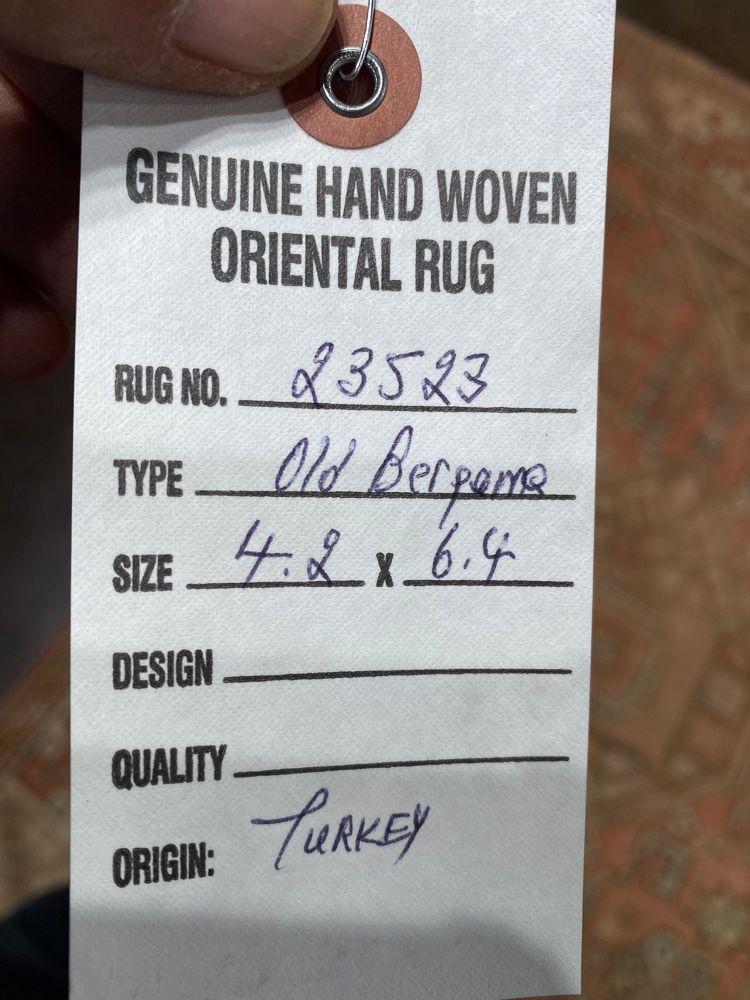 GENUINE HAND WOVEN
ORIENTAL RUG
RUG NO. 23523
TYPE Old Bergama
SIZE 4.2 x 6.4
DESIGN
QUALITY
ORIGIN: TURKEY